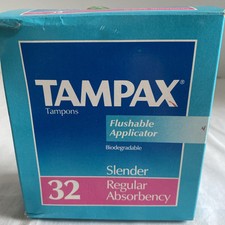 TAMPAX®
Tampons
Flushable
Applicator
Biodegradable
Slender
32 Regular
Absorbency